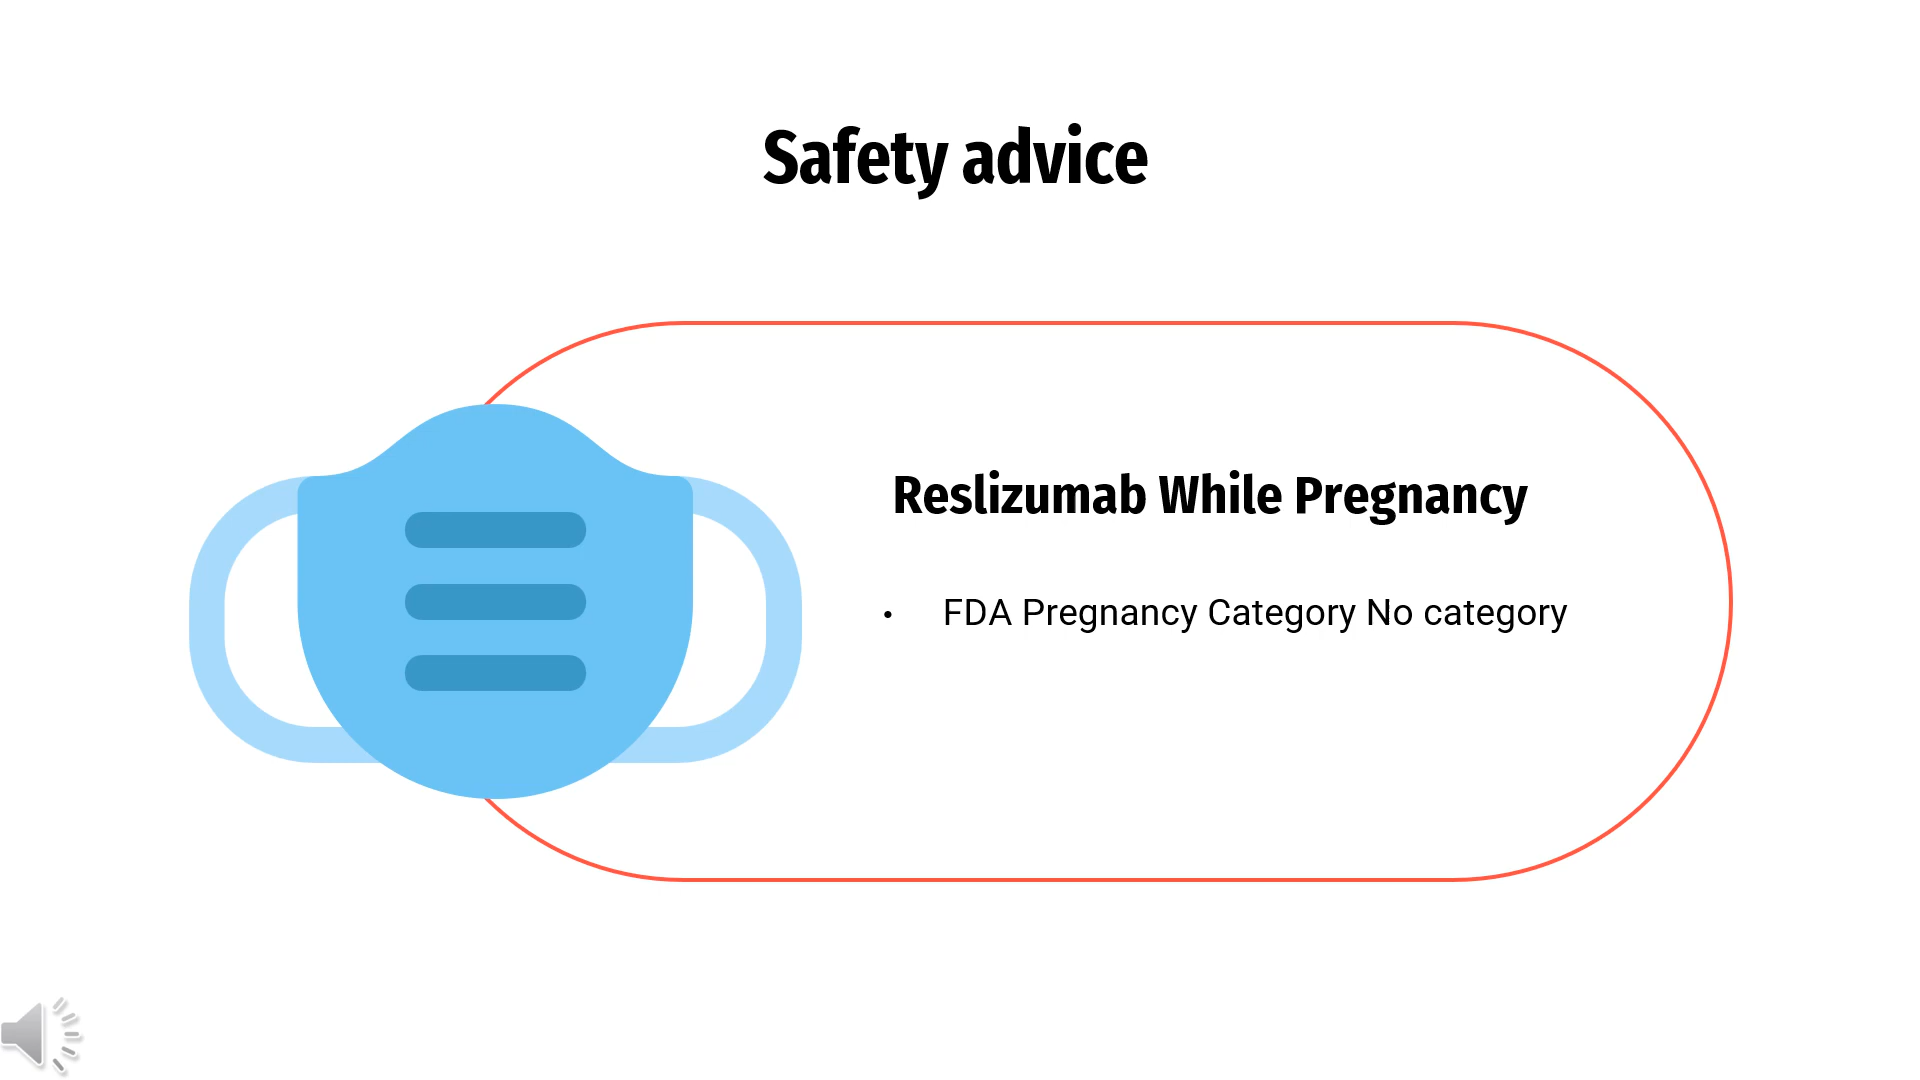 Safety advice
Reslizumab While Pregnancy
• FDA Pregnancy Category No category